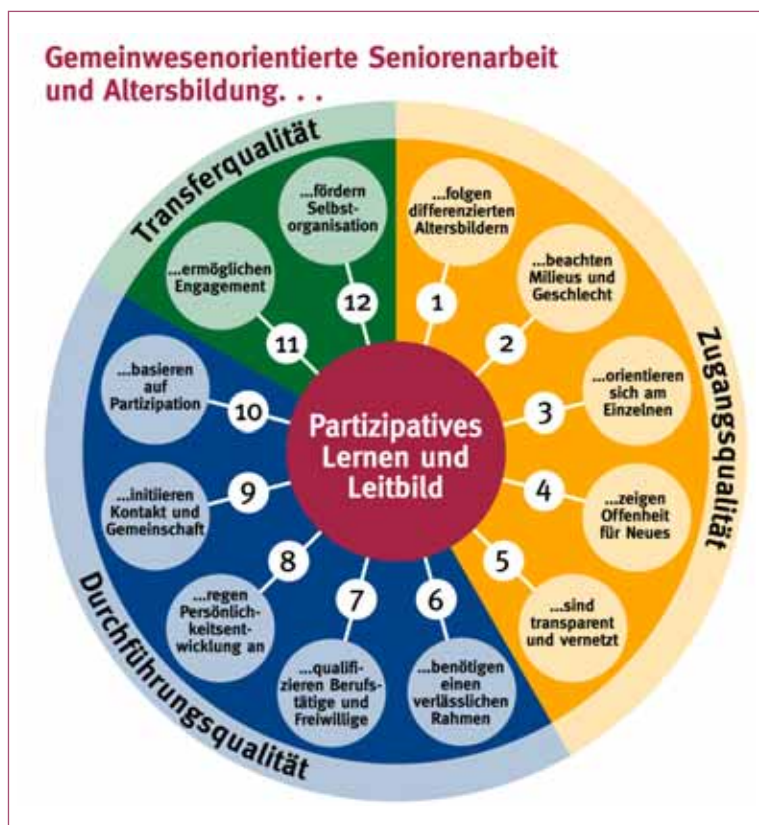 Gemeinwesenorientierte Seniorenarbeit
und Altersbildung. . .
Transferqualität
Zugangsqualität
Durchführungsqualität
Partizipatives
Lernen und
Leitbild
1
...folgen
differenzierten
Altersbildern
2
...beachten
Milieus und
Geschlecht
3
...orientieren
sich am
Einzelnen
4
...zeigen
Offenheit
für Neues
5
...sind
transparent
und vernetzt
6
...benötigen
einen
verlässlichen
Rahmen
7
...qualifi-
zieren Berufs-
tätige und
Freiwillige
8
...regen
Persönlich-
keitsent-
wicklung an
9
...initiieren
Kontakt und
Gemeinschaft
10
...basieren
auf
Partizipation
11
...ermöglichen
Engagement
12
...fördern
Selbst-
organisation